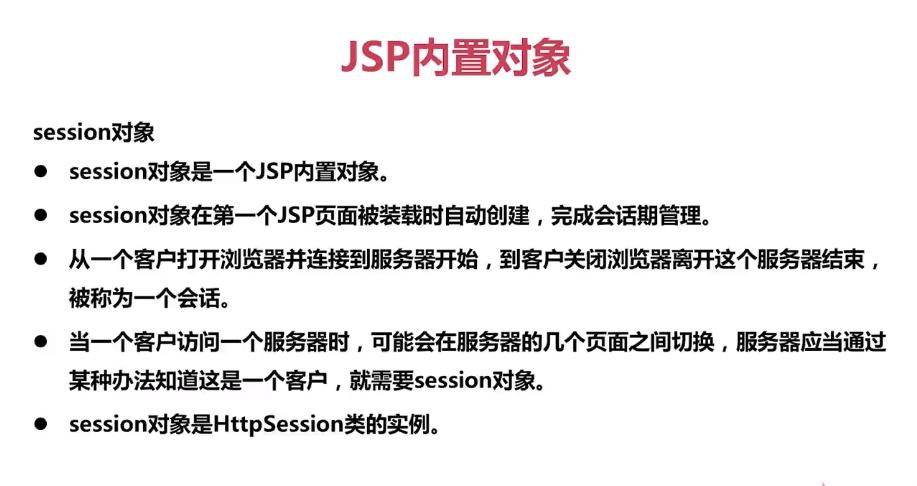 JSP内置对象
session对象
● session对象是一个JSP内置对象。
● session对象在第一个JSP页面被装载时自动创建，完成会话期管理。
● 从一个客户打开浏览器并连接到服务器开始，到客户关闭浏览器离开这个服务器结束，
被称为一个会话。
● 当一个客户访问一个服务器时，可能会在服务器的几个页面之间切换，服务器应当通过
某种办法知道这是一个客户，就需要session对象。
● session对象是HttpSession类的实例。